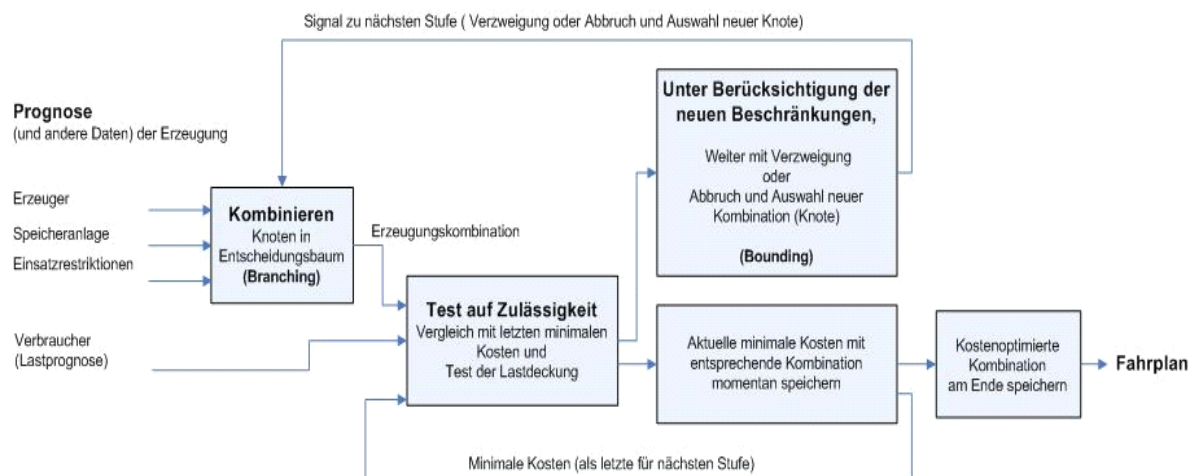 Signal zu nächsten Stufe ( Verzweigung oder Abbruch und Auswahl neuer Knote)
Prognose
(und andere Daten) der Erzeugung
Erzeuger
Speicheranlage
Einsatzrestriktionen
Verbraucher
(Lastprognose)
Kombinieren
Knoten in
Entscheidungsbaum
(Branching)
Erzeugungskombination
Test auf Zulässigkeit
Vergleich mit letzten minimalen
Kosten und
Test der Lastdeckung
Unter Berücksichtigung der
neuen Beschränkungen,
Weiter mit Verzweigung
oder
Abbruch und Auswahl neuer
Kombination (Knote)
(Bounding)
Aktuelle minimale Kosten mit
entsprechende Kombination
momentan speichern
Kostenoptimierte
Kombination
am Ende speichern
Fahrplan
Minimale Kosten (als letzte für nächsten Stufe)